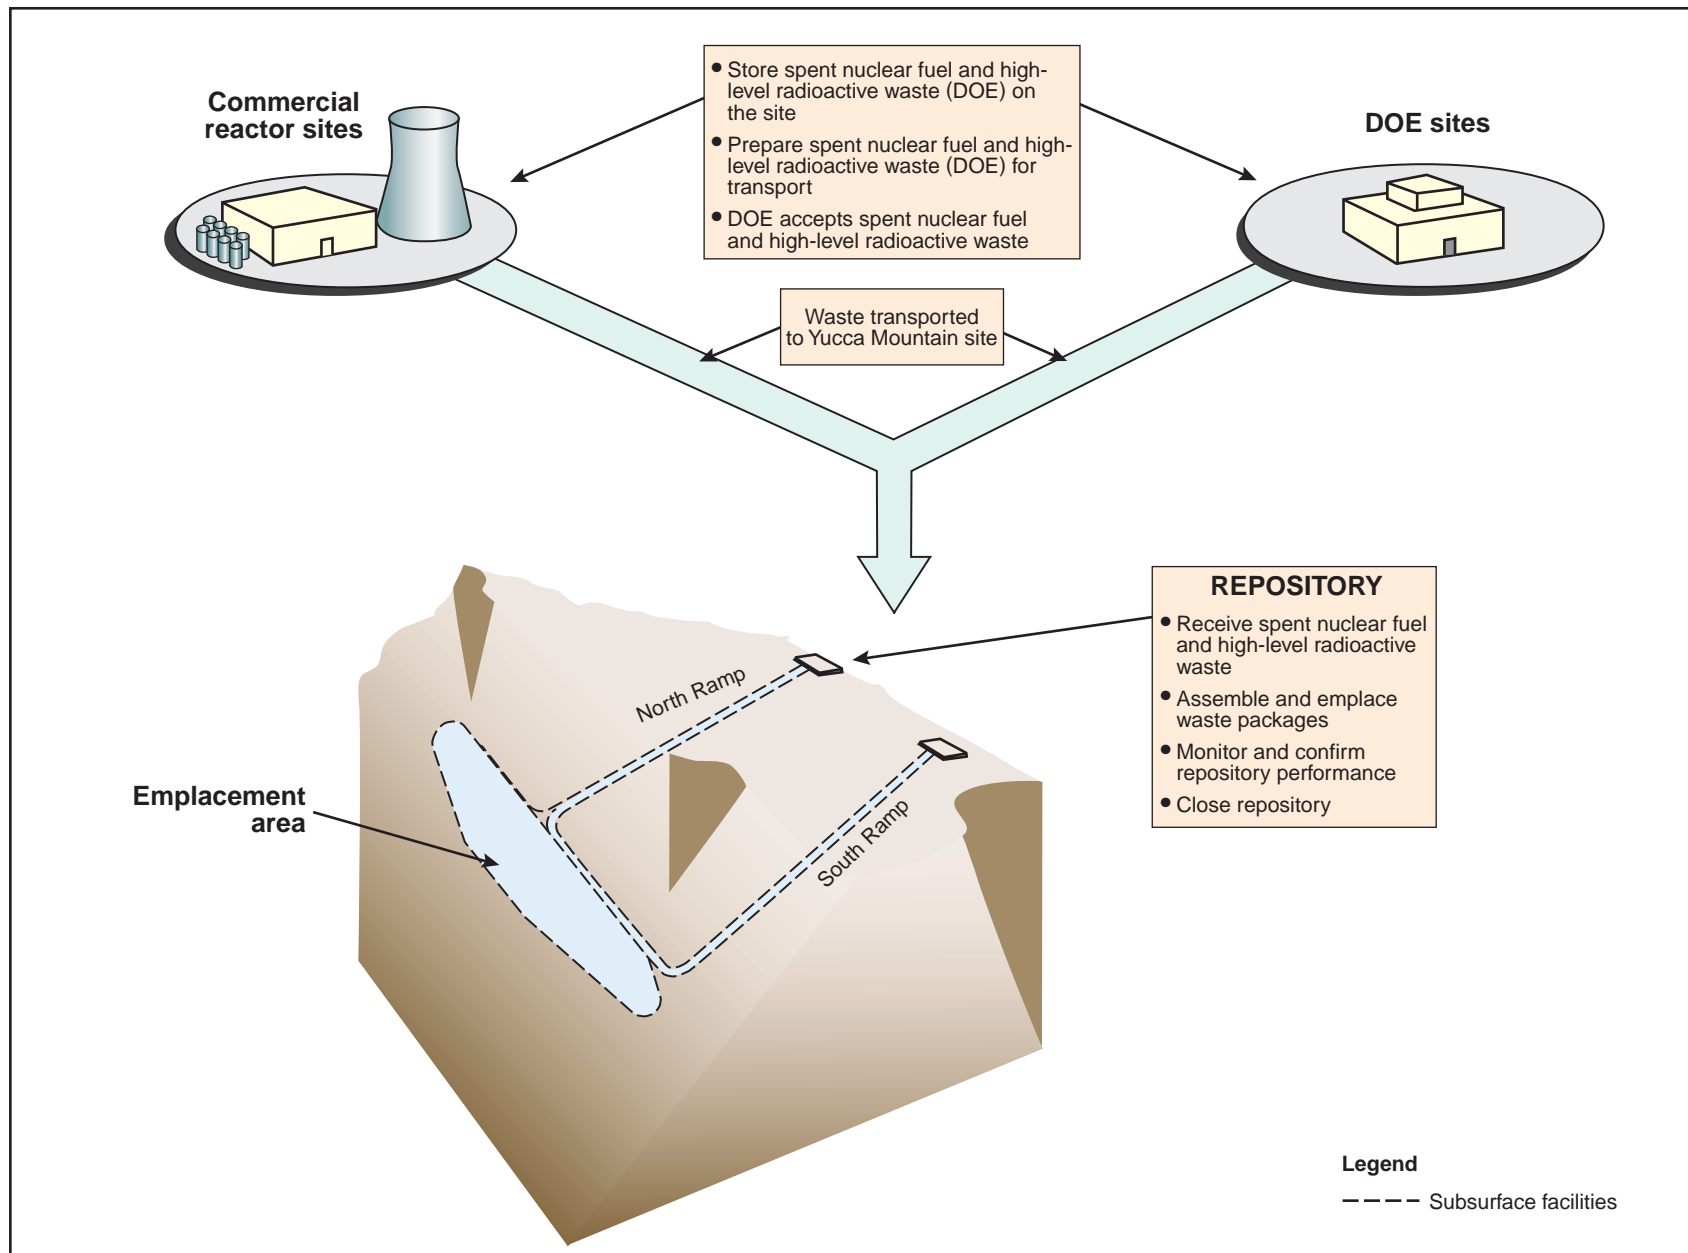 Commercial
reactor sites
• Store spent nuclear fuel and high-
level radioactive waste (DOE) on
the site
• Prepare spent nuclear fuel and high-
level radioactive waste (DOE) for
transport
• DOE accepts spent nuclear fuel
and high-level radioactive waste
DOE sites
Waste transported
to Yucca Mountain site
REPOSITORY
• Receive spent nuclear fuel
and high-level radioactive
waste
• Assemble and emplace
waste packages
• Monitor and confirm
repository performance
• Close repository
North Ramp
South Ramp
Emplacement
area
Legend
Subsurface facilities